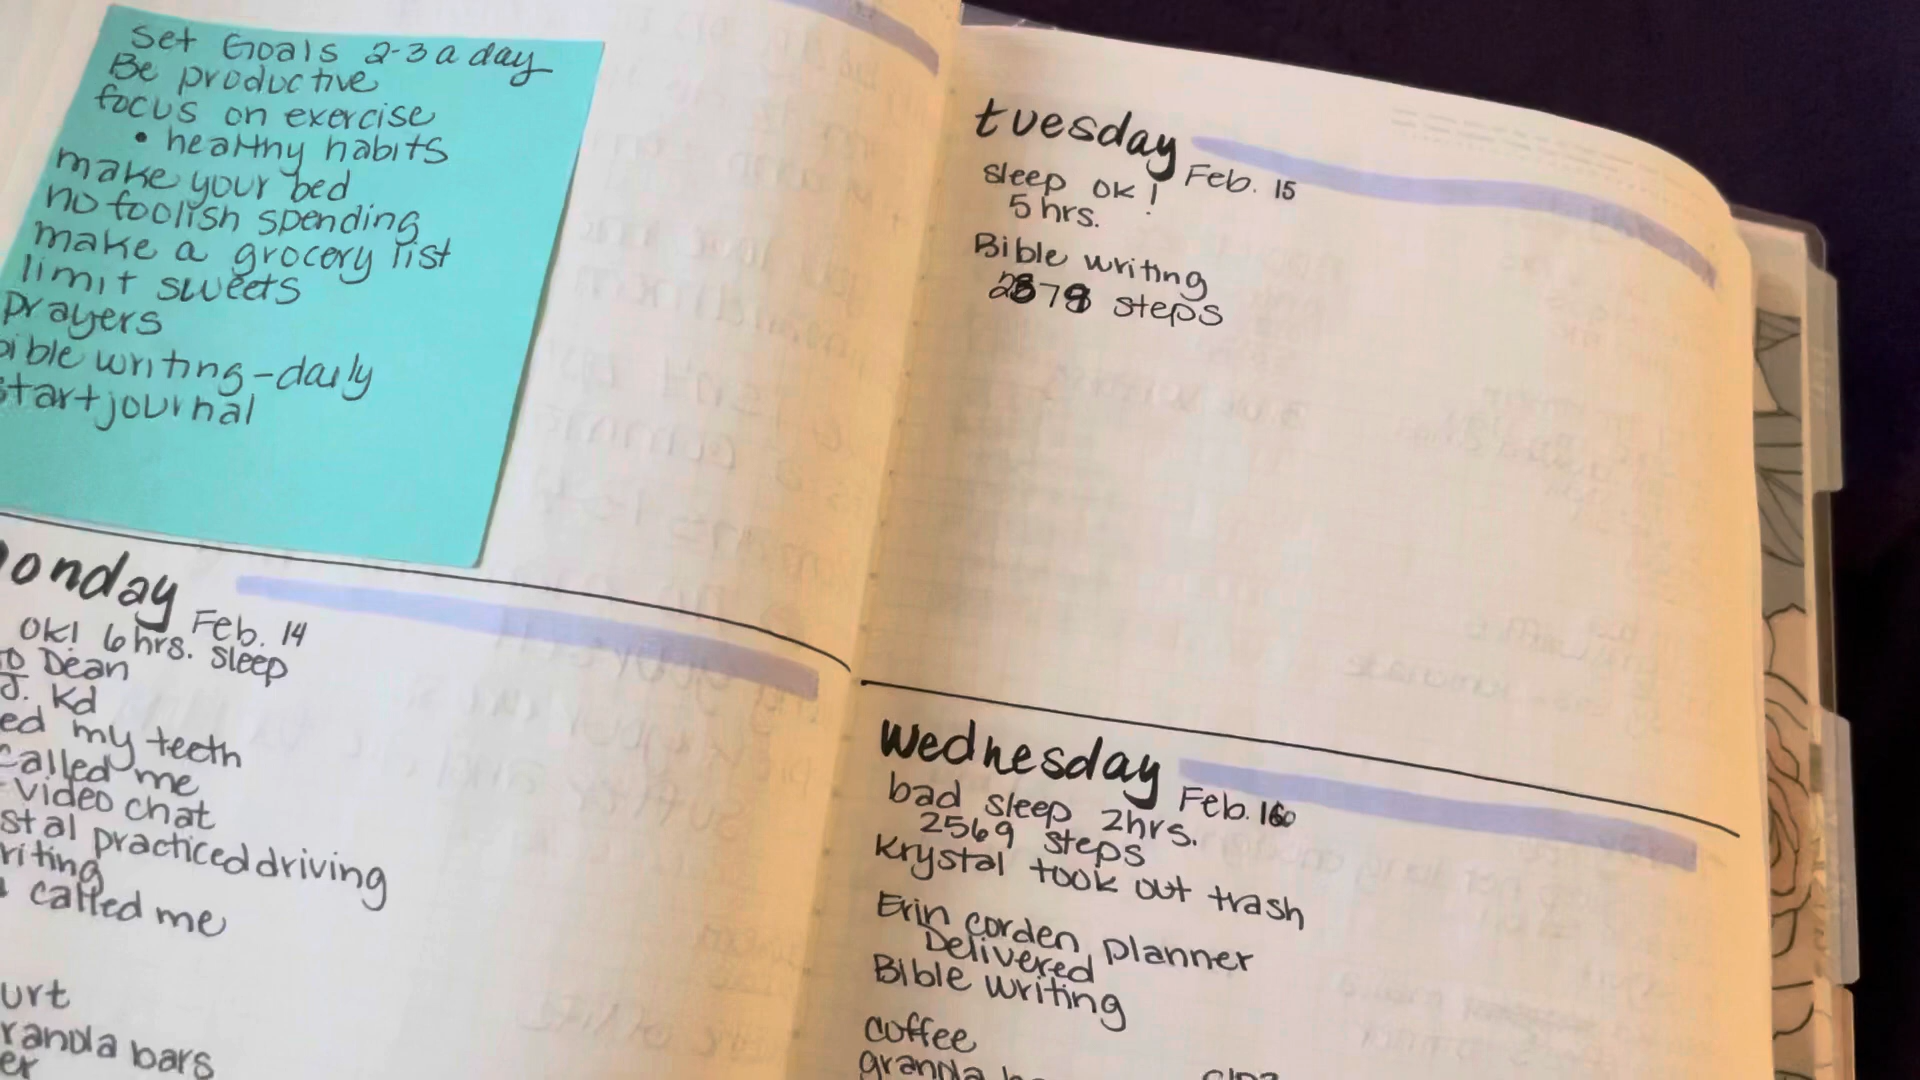 Set Goals 2-3 a day
Be productive
focus on exercise
• healthy habits
make your bed
no foolish spending
make a grocery list
limit sweets
prayers
bible writing-daily
start journal
onday
Feb. 14
OK! 6 hrs. sleep
Dean
J. Kd
ed my teeth
called me
video chat
stal practiced driving
riting
called me
urt
ranola bars
er
tuesday
Feb. 15
sleep ok!
5 hrs.
Bible writing
steps
wednesday
Feb. 16
bad sleep 2hrs.
2569 steps
Krystal took out trash
Erin corden planner
Delivered
Bible writing
coffee
granola